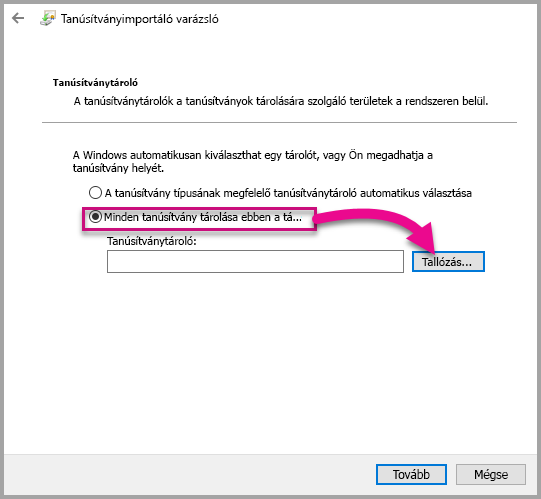 Tanúsítványimportáló varázsló
Tanúsítványtároló
A tanúsítványtárolók a tanúsítványok tárolására szolgáló területek a rendszeren belül.
A Windows automatikusan kiválaszthat egy tárolót, vagy Ön megadhatja a
tanúsítvány helyét.
A tanúsítvány típusának megfelelő tanúsítványtároló automatikus választása
Minden tanúsítvány tárolása ebben a tá...
Tanúsítványtároló:
Tallózás...
Tovább
Mégse